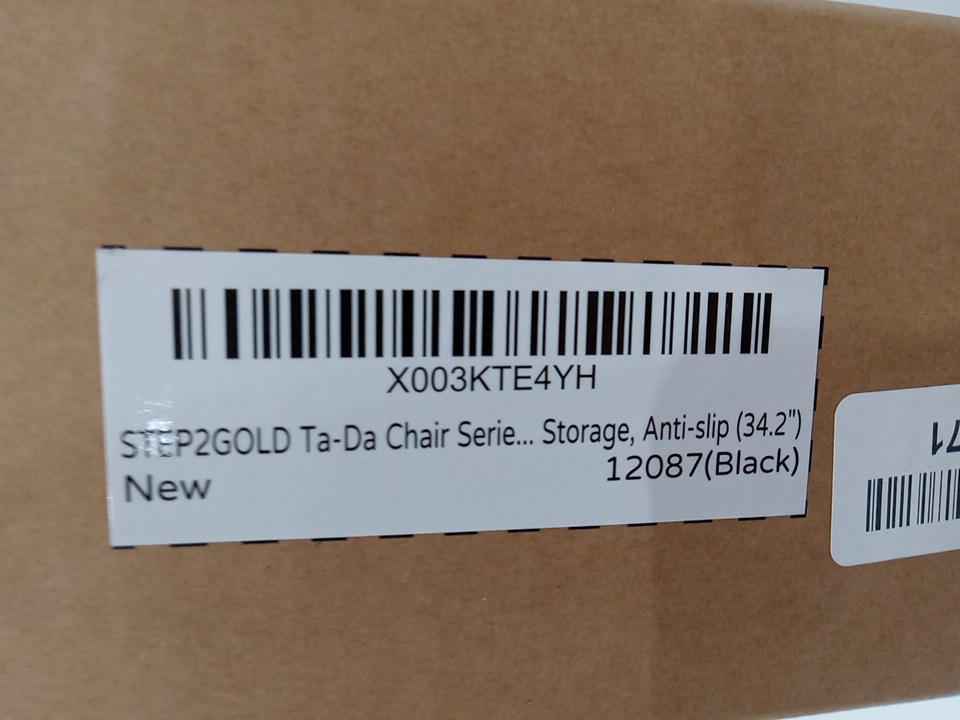 X003KTE4YH
STEP2GOLD Ta-Da Chair Serie... Storage, Anti-slip (34.2")
New
12087(Black)